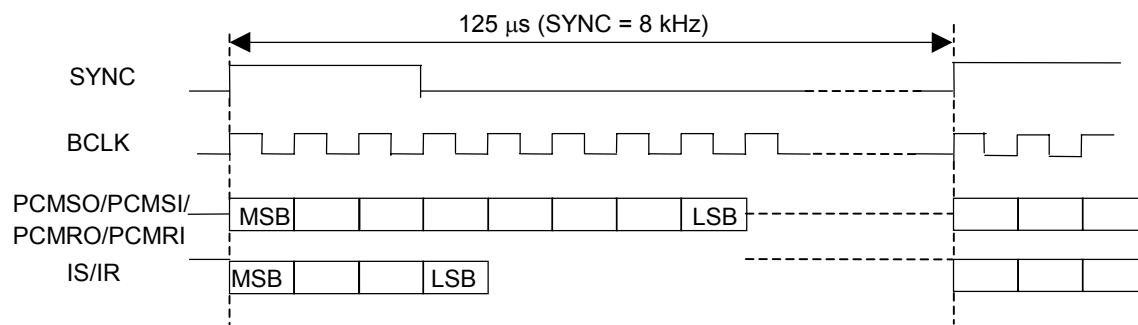 125 μs (SYNC = 8 kHz)
SYNC
BCLK
PCMSO/PCMSI/
PCMRO/PCMRI
MSB
LSB
IS/IR
MSB
LSB